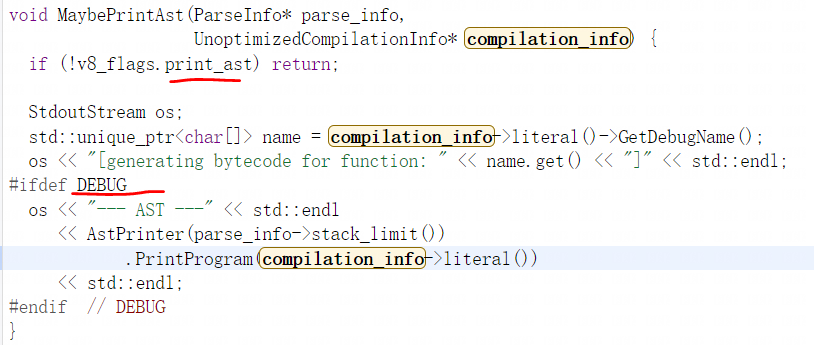 void MaybePrintAst(ParseInfo* parse_info,
                   UnoptimizedCompilationInfo* compilation_info) {
  if (!v8_flags.print_ast) return;

  StdoutStream os;
  std::unique_ptr<char[]> name = compilation_info->literal()->GetDebugName();
  os << "[generating bytecode for function: " << name.get() << "]" << std::endl;
#ifdef DEBUG
  os << "--- AST ---" << std::endl
     << AstPrinter(parse_info->stack_limit())
            .PrintProgram(compilation_info->literal())
     << std::endl;
#endif  // DEBUG
}